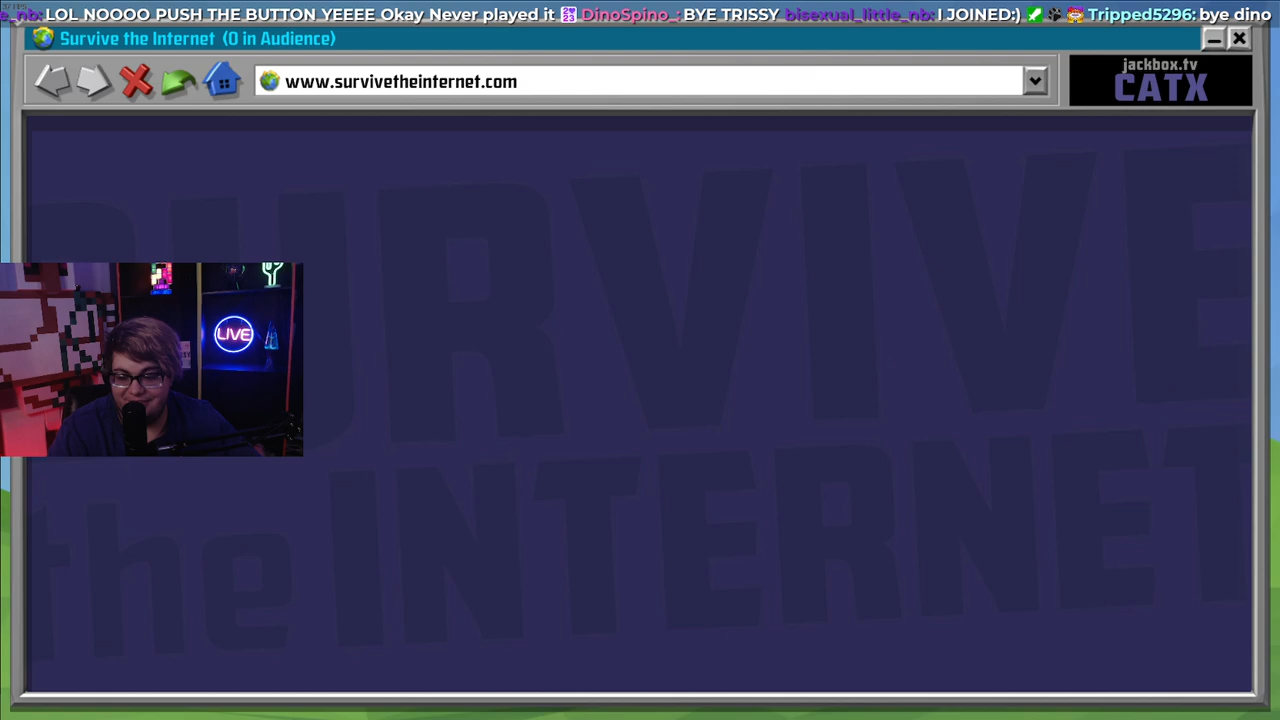 e_nb: LOL NOOOO PUSH THE BUTTON YEEEE Okay Never played it DinoSpino_: BYE TRISSY bisexual_little_nb: I JOINED:) Tripped5296: bye dino
Survive the Internet (0 in Audience)
www.survivetheinternet.com
jackbox.tv
CATX
SURVIVE
the INTERNET
LIVE